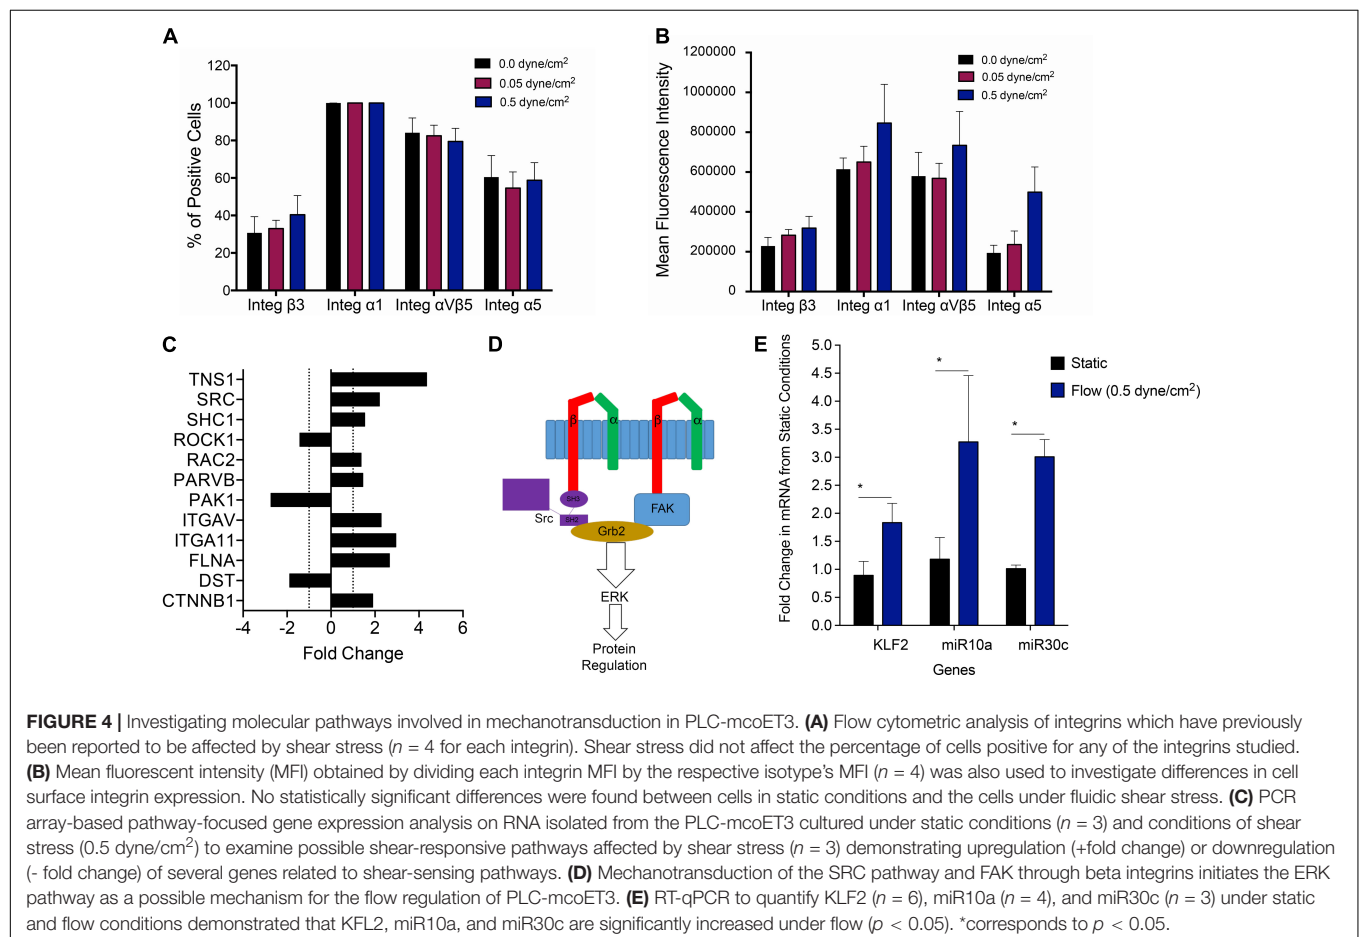 A
120
100
80
60
40
20
0
% of Positive Cells
0.0 dyne/cm²
0.05 dyne/cm²
0.5 dyne/cm²
Integ β3 Integ α1 Integ αVβ5 Integ α5
B
1200000
1000000
800000
600000
400000
200000
0
Mean Fluorescence Intensity
0.0 dyne/cm²
0.05 dyne/cm²
0.5 dyne/cm²
Integ β3 Integ α1 Integ αVβ5 Integ α5
C
TNS1
SRC
SHC1
ROCK1
RAC2
PARVB
PAK1
ITGAV
ITGA11
FLNA
DST
CTNNB1
-4 -2 0 2 4 6
Fold Change
D
β α β α
SH3
Src
SH2
FAK
Grb2
ERK
Protein
Regulation
E
5.0
4.5
4.0
3.5
3.0
2.5
2.0
1.5
1.0
0.5
0.0
Fold Change in mRNA from Static Conditions
* * *
Static
Flow (0.5 dyne/cm²)
KLF2 miR10a miR30c
Genes
FIGURE 4 | Investigating molecular pathways involved in mechanotransduction in PLC-mcoET3. (A) Flow cytometric analysis of integrins which have previously
been reported to be affected by shear stress (n = 4 for each integrin). Shear stress did not affect the percentage of cells positive for any of the integrins studied.
(B) Mean fluorescent intensity (MFI) obtained by dividing each integrin MFI by the respective isotype's MFI (n = 4) was also used to investigate differences in cell
surface integrin expression. No statistically significant differences were found between cells in static conditions and the cells under fluidic shear stress. (C) PCR
array-based pathway-focused gene expression analysis on RNA isolated from the PLC-mcoET3 cultured under static conditions (n = 3) and conditions of shear
stress (0.5 dyne/cm²) to examine possible shear-responsive pathways affected by shear stress (n = 3) demonstrating upregulation (+fold change) or downregulation
(- fold change) of several genes related to shear-sensing pathways. (D) Mechanotransduction of the SRC pathway and FAK through beta integrins initiates the ERK
pathway as a possible mechanism for the flow regulation of PLC-mcoET3. (E) RT-qPCR to quantify KLF2 (n = 6), miR10a (n = 4), and miR30c (n = 3) under static
and flow conditions demonstrated that KFL2, miR10a, and miR30c are significantly increased under flow (p < 0.05). *corresponds to p < 0.05.